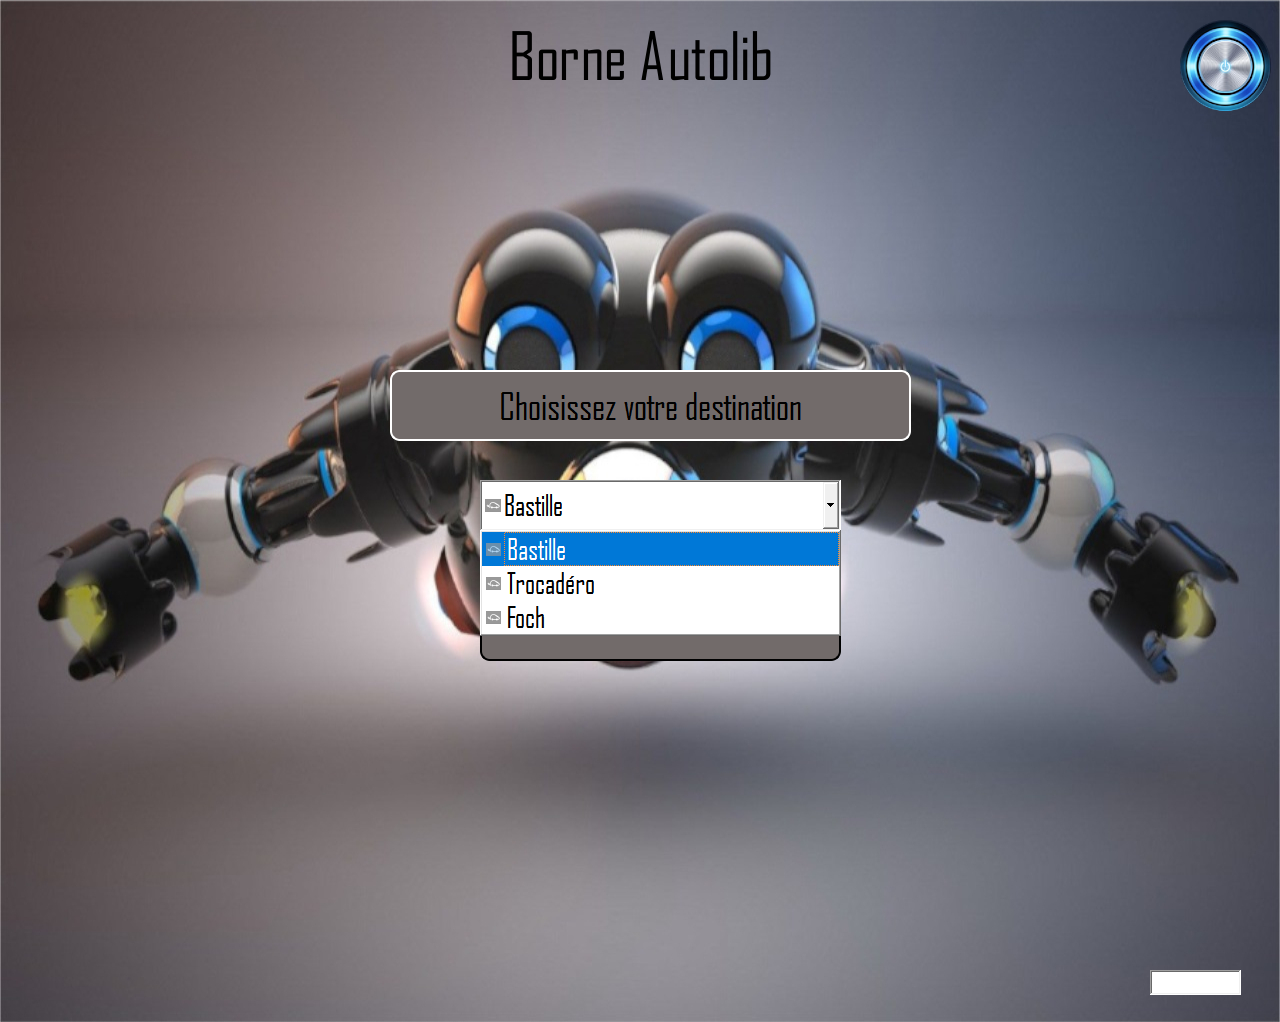 Borne Autolib
Choisissez votre destination
Bastille
Bastille
Trocadéro
Foch